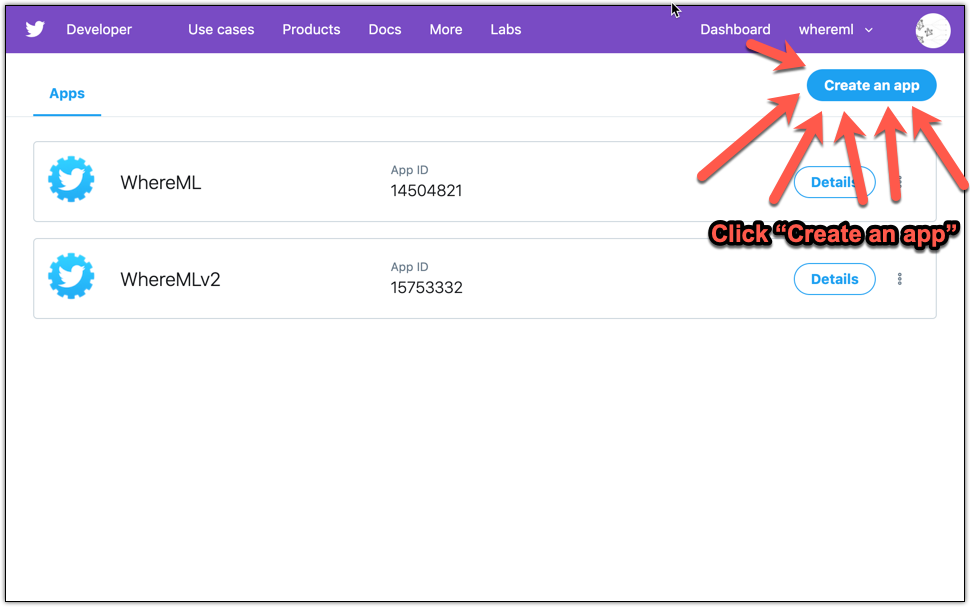 Developer Use cases Products Docs More Labs Dashboard whereml
Apps
Create an app
WhereML
App ID
14504821
Details
Click “Create an app”
WhereMLv2
App ID
15753332
Details